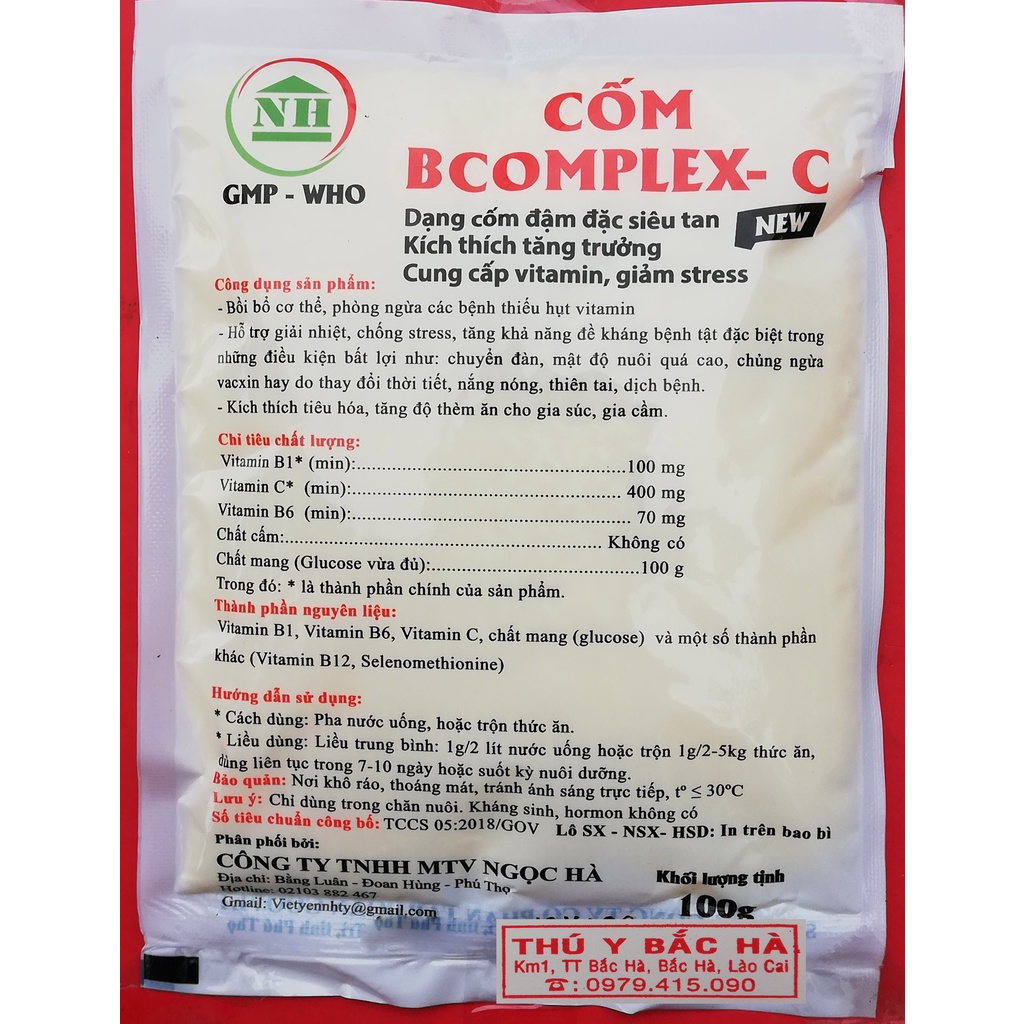 NH
GMP - WHO
CỐM
BCOMPLEX- C
Dạng cốm đậm đặc siêu tan
NEW
Kích thích tăng trưởng
Cung cấp vitamin, giảm stress
Công dụng sản phẩm:
- Bồi bổ cơ thể, phòng ngừa các bệnh thiếu hụt vitamin
- Hỗ trợ giải nhiệt, chống stress, tăng khả năng đề kháng bệnh tật đặc biệt trong
những điều kiện bất lợi như: chuyển đàn, mật độ nuôi quá cao, chủng ngừa
vacxin hay do thay đổi thời tiết, nắng nóng, thiên tai, dịch bệnh.
- Kích thích tiêu hóa, tăng độ thèm ăn cho gia súc, gia cầm.
Chỉ tiêu chất lượng:
Vitamin B1* (min):..................................................100 mg
Vitamin C* (min):.................................................. 400 mg
Vitamin B6 (min):.................................................. 70 mg
Chất cấm:.......................................................... Không có
Chất mang (Glucose vừa đủ):......................................100 g
Trong đó: * là thành phần chính của sản phẩm.
Thành phần nguyên liệu:
Vitamin B1, Vitamin B6, Vitamin C, chất mang (glucose) và một số thành phần
khác (Vitamin B12, Selenomethionine)
Hướng dẫn sử dụng:
* Cách dùng: Pha nước uống, hoặc trộn thức ăn.
* Liều dùng: Liều trung bình: 1g/2 lít nước uống hoặc trộn 1g/2-5kg thức ăn,
dùng liên tục trong 7-10 ngày hoặc suốt kỳ nuôi dưỡng.
Bảo quản: Nơi khô ráo, thoáng mát, tránh ánh sáng trực tiếp, tº ≤ 30ºC
Lưu ý: Chỉ dùng trong chăn nuôi. Kháng sinh, hormon không có
Số tiêu chuẩn công bố: TCCS 05:2018/GOV Lô SX - NSX- HSD: In trên bao bì
Phân phối bởi:
CÔNG TY TNHH MTV NGỌC HÀ
Địa chỉ: Bằng Luân - Đoan Hùng - Phú Thọ
Hotline: 02103 882 467
Gmail: Vietyennhty@gmail.com
Khối lượng tịnh
100g
THÚ Y BẮC HÀ
Km1, TT Bắc Hà, Bắc Hà, Lào Cai
☎: 0979.415.090